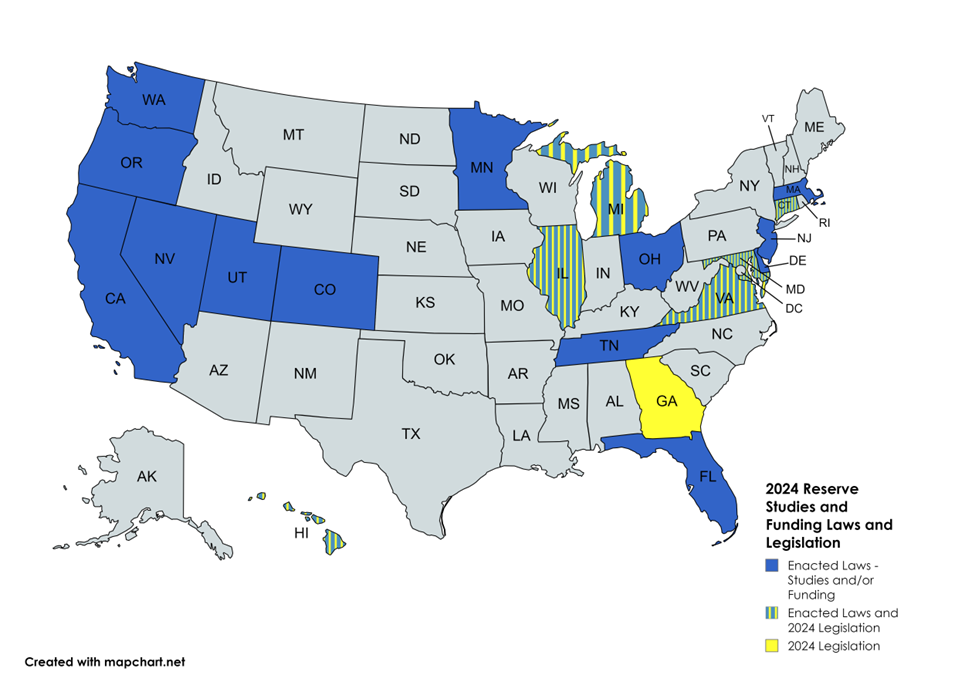 WA
MT
ND
MN
VT
ME
OR
ID
SD
WI
MI
NH
NY
MA
CT
RI
WY
IA
PA
NJ
NE
NV
UT
CO
IL
IN
OH
DE
WV
MD
DC
CA
KS
MO
KY
VA
NC
TN
AZ
NM
OK
AR
SC
MS
AL
GA
TX
LA
AK
FL
HI
2024 Reserve
Studies and
Funding Laws and
Legislation
Enacted Laws -
Studies and/or
Funding
Enacted Laws and
2024 Legislation
2024 Legislation
Created with mapchart.net